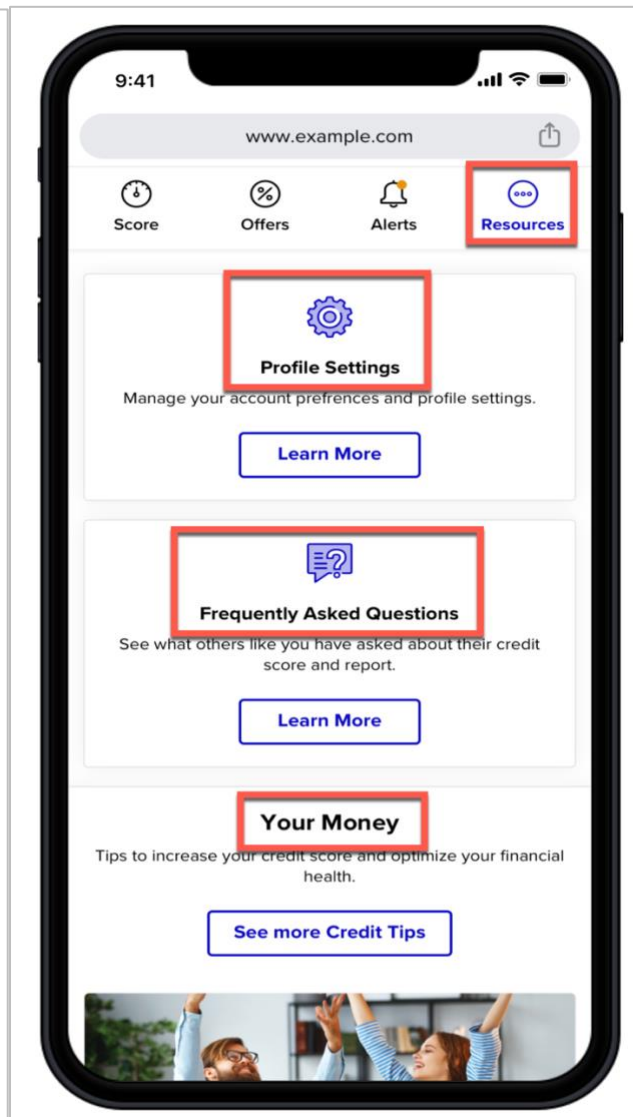 9:41
www.example.com
Score Offers Alerts Resources
Profile Settings
Manage your account prefrences and profile settings.
Learn More
Frequently Asked Questions
See what others like you have asked about their credit
score and report.
Learn More
Your Money
Tips to increase your credit score and optimize your financial
health.
See more Credit Tips